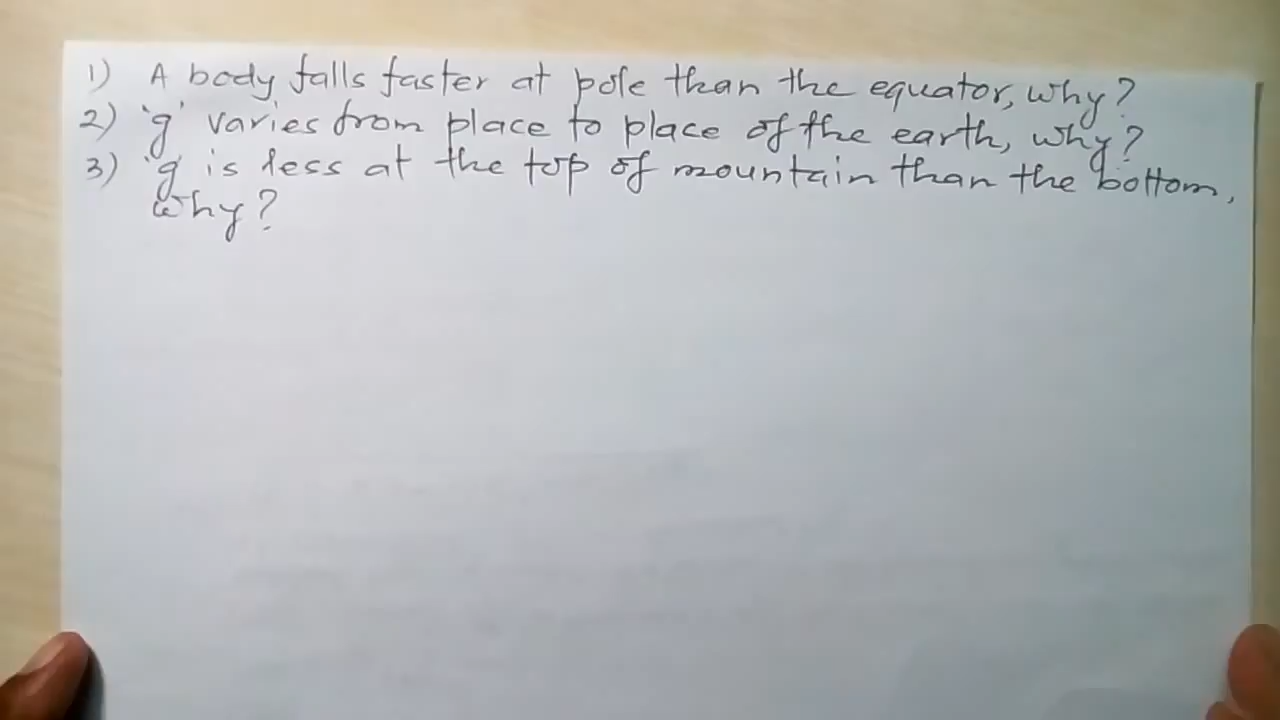 1) A body falls faster at pole than the equator, why?
2) 'g' varies from place to place of the earth, why?
3) 'g is less at the top of mountain than the bottom,
why?